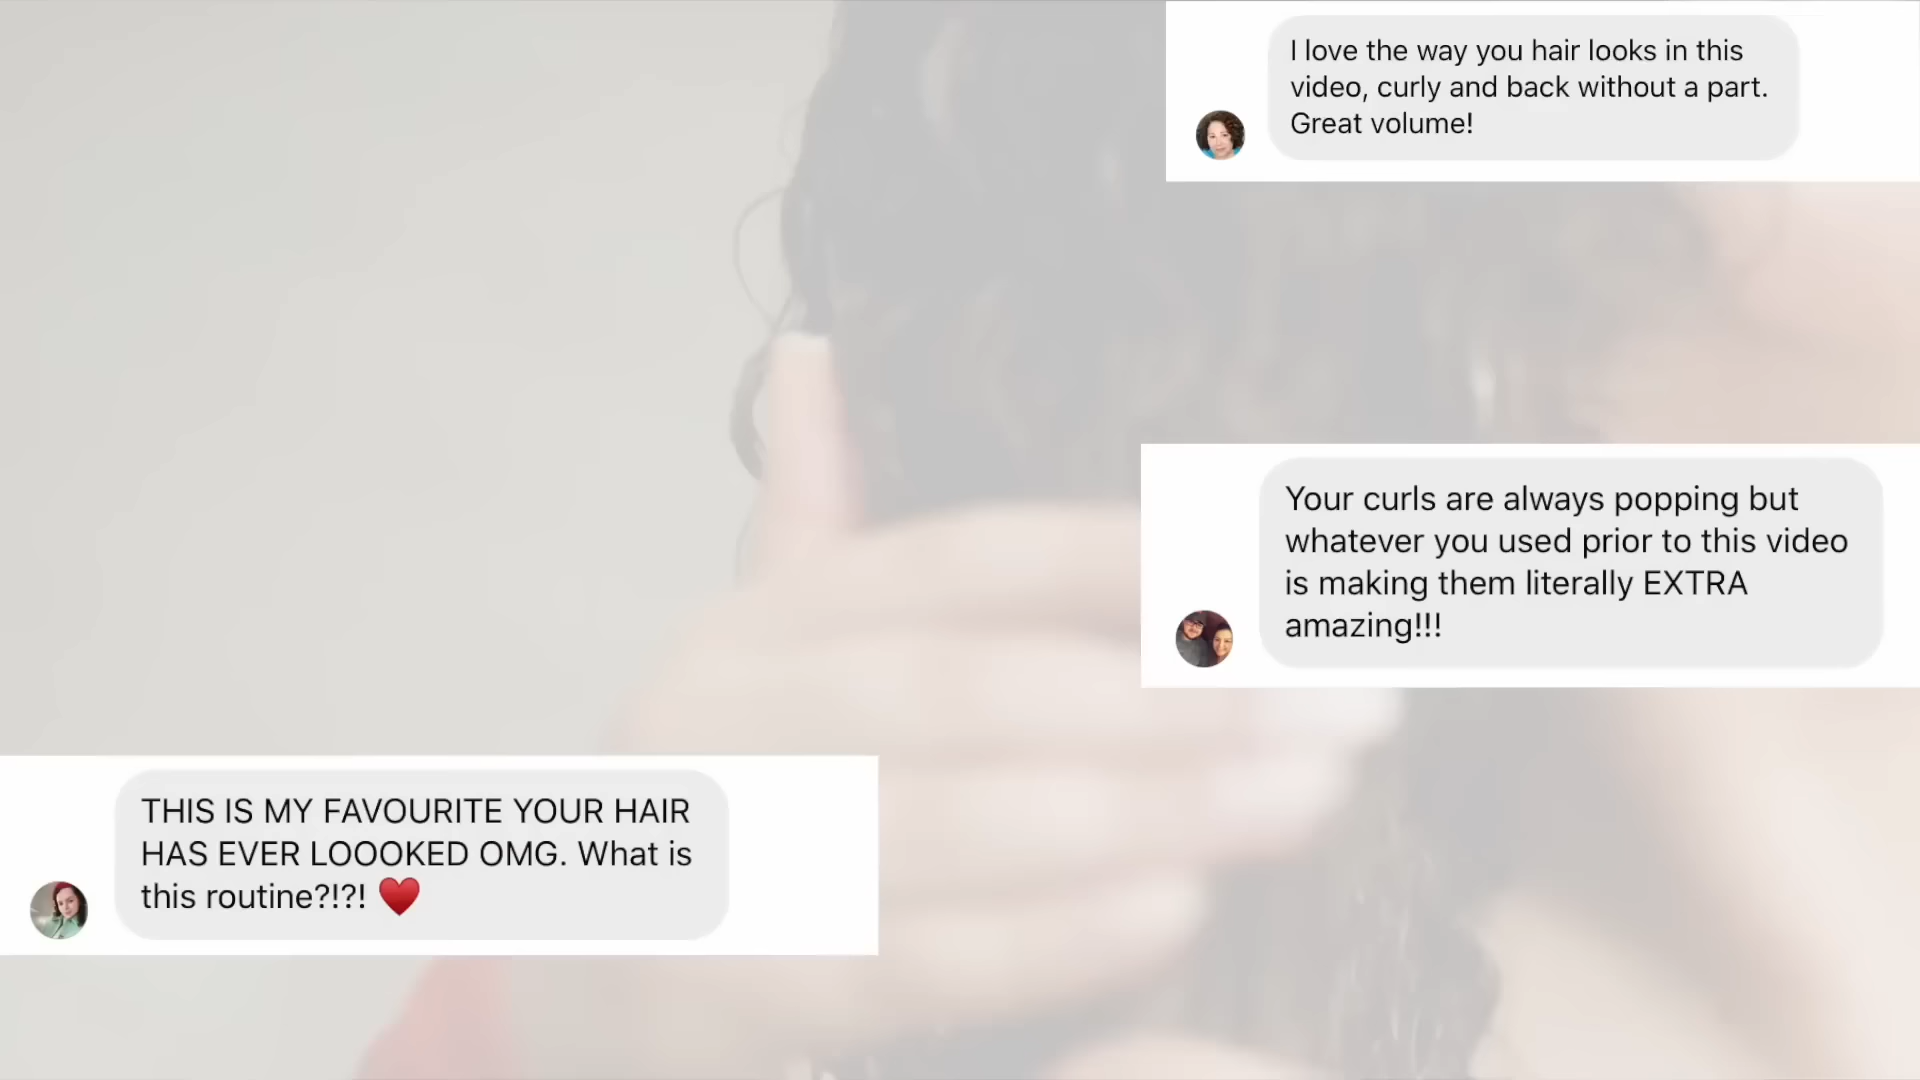 I love the way you hair looks in this
video, curly and back without a part.
Great volume!
Your curls are always popping but
whatever you used prior to this video
is making them literally EXTRA
amazing!!!
THIS IS MY FAVOURITE YOUR HAIR
HAS EVER LOOOKED OMG. What is
this routine?!?! ♥️